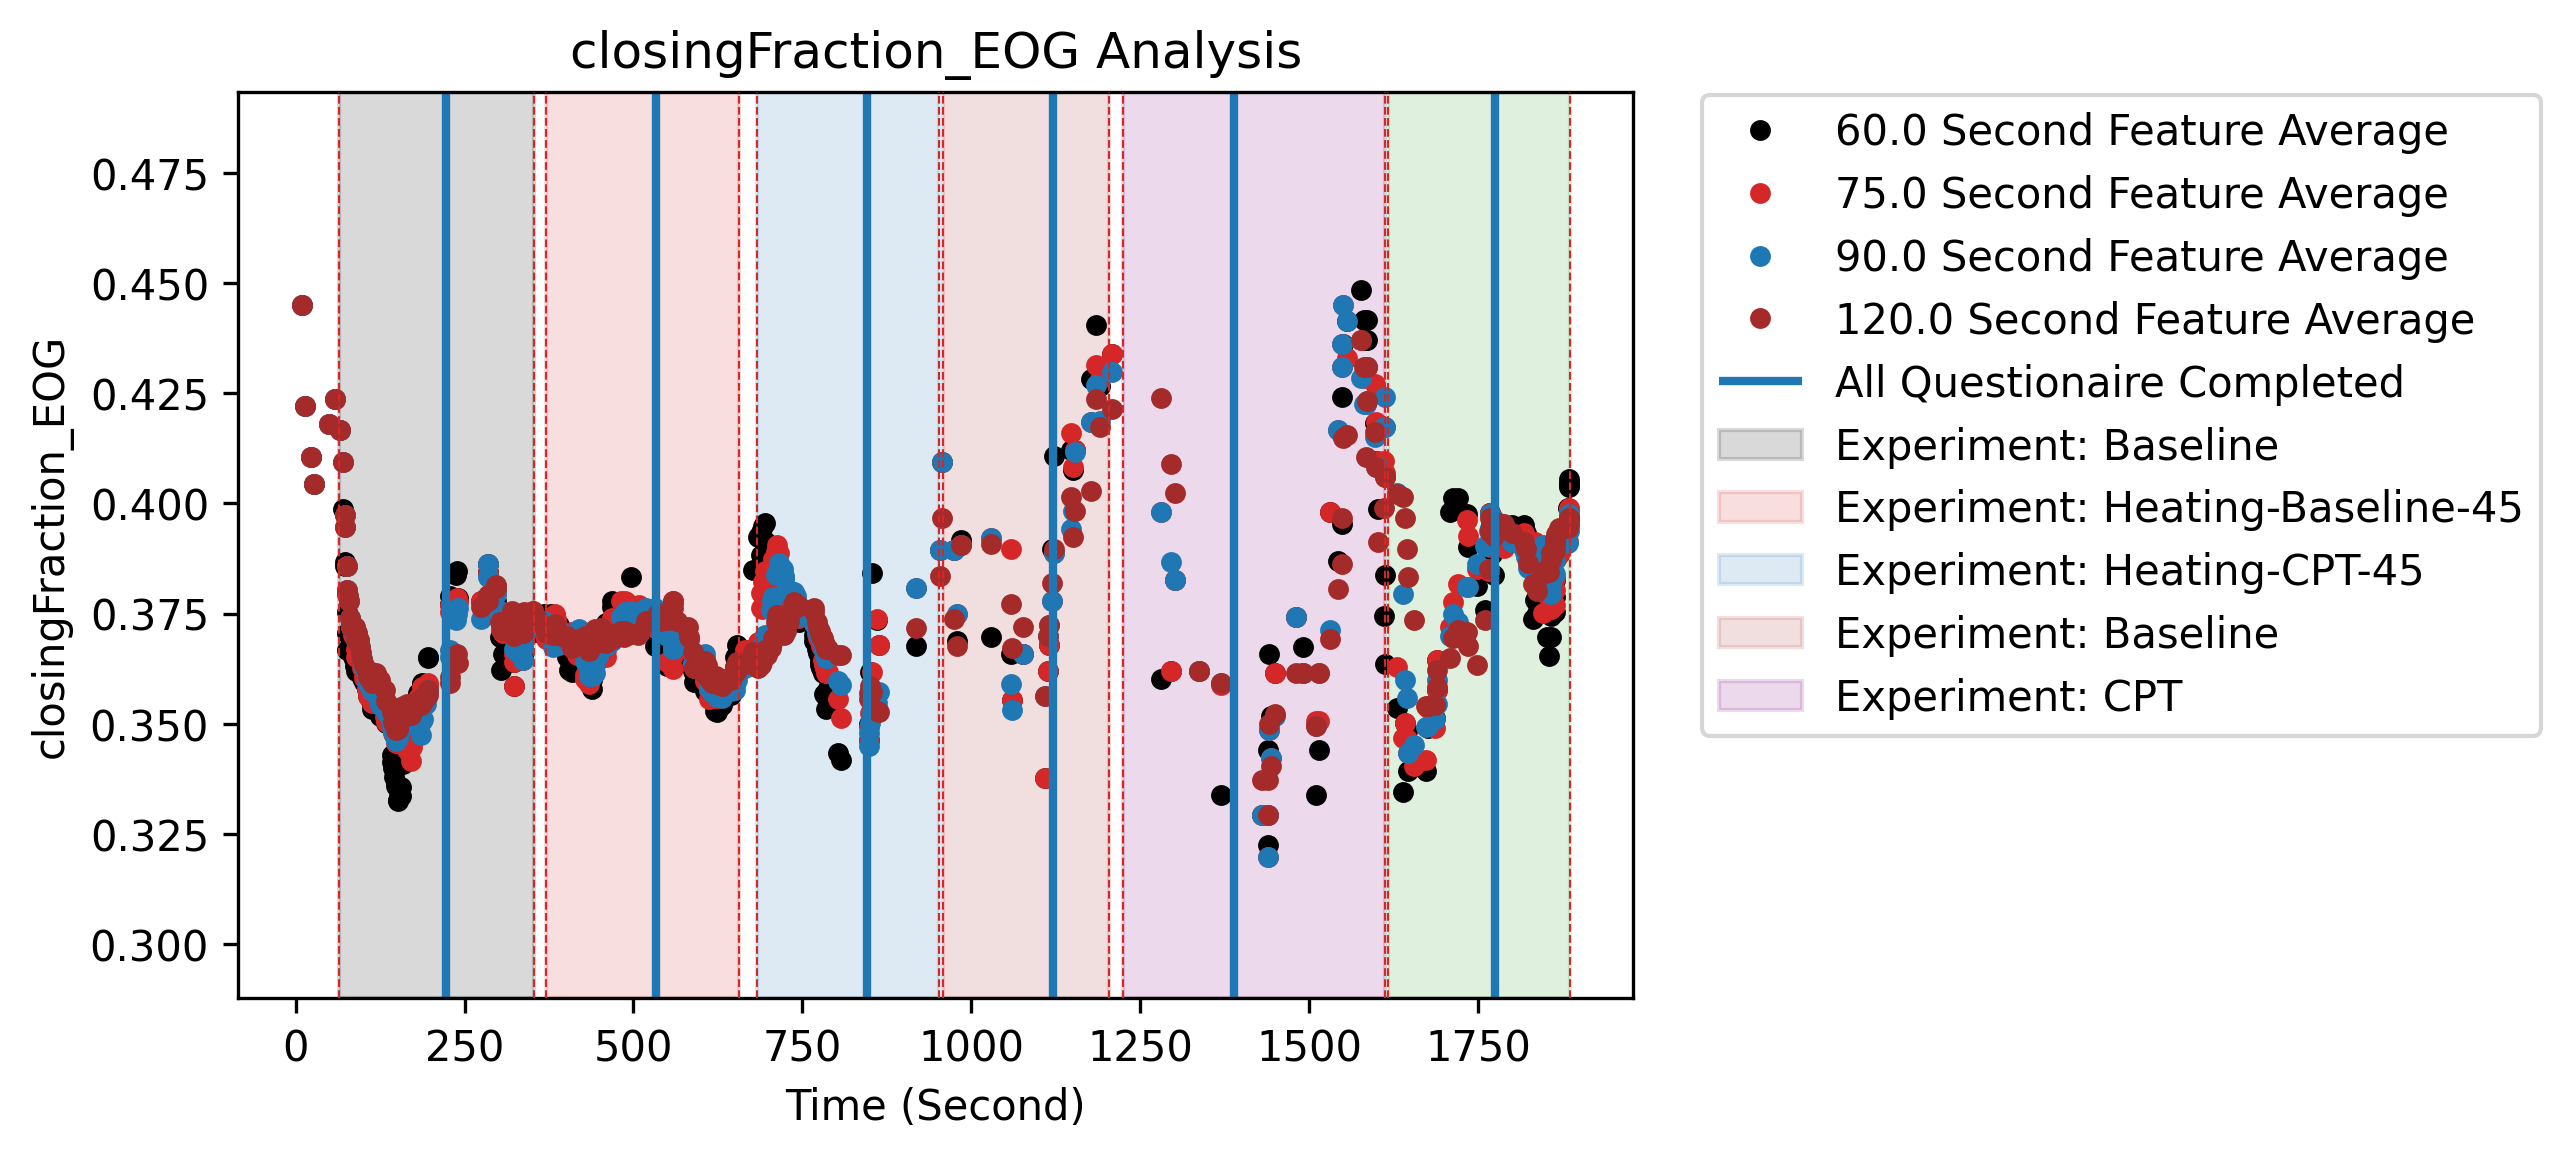 closingFraction_EOG Analysis
closingFraction_EOG
0.475
0.450
0.425
0.400
0.375
0.350
0.325
0.300
0 250 500 750 1000 1250 1500 1750
Time (Second)
60.0 Second Feature Average
75.0 Second Feature Average
90.0 Second Feature Average
120.0 Second Feature Average
All Questionaire Completed
Experiment: Baseline
Experiment: Heating-Baseline-45
Experiment: Heating-CPT-45
Experiment: Baseline
Experiment: CPT